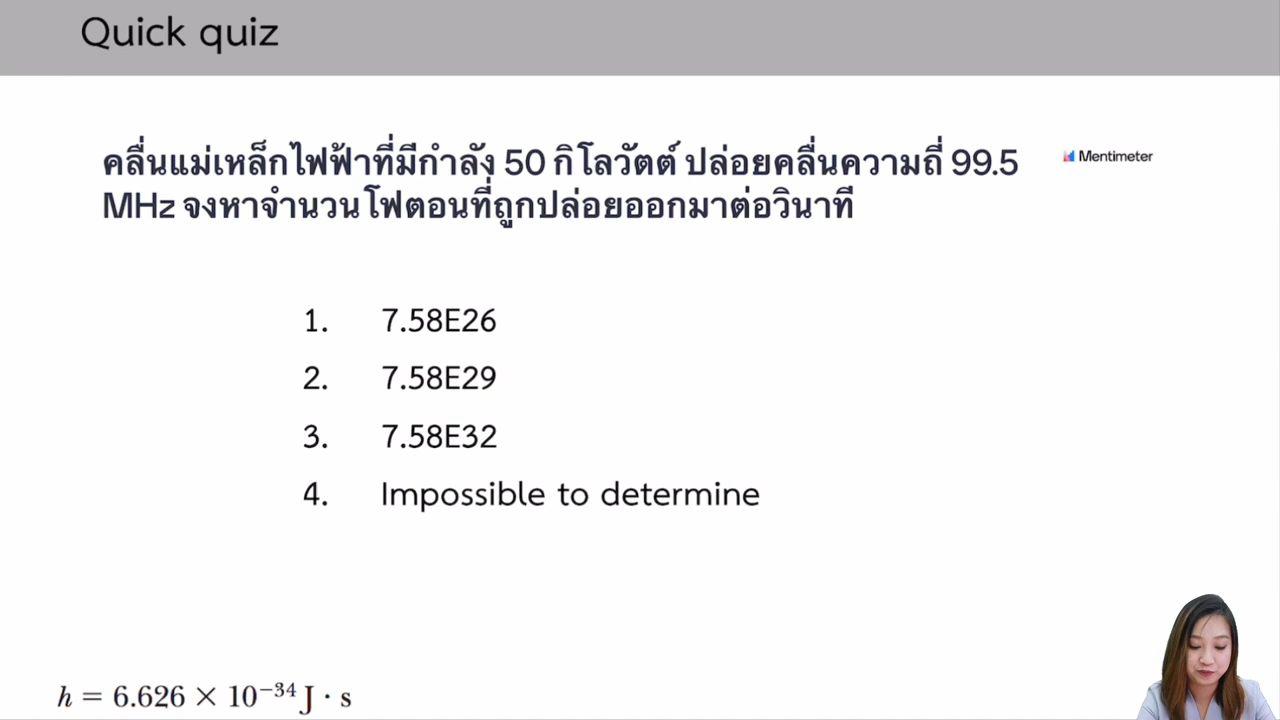 Quick quiz
คลื่นแม่เหล็กไฟฟ้าที่มีกำลัง 50 กิโลวัตต์ ปล่อยคลื่นความถี่ 99.5
Mentimeter
MHz จงหาจำนวนโฟตอนที่ถูกปล่อยออกมาต่อวินาที
1. 7.58E26
2. 7.58E29
3. 7.58E32
4. Impossible to determine
h = 6.626 × 10⁻³⁴ J · s